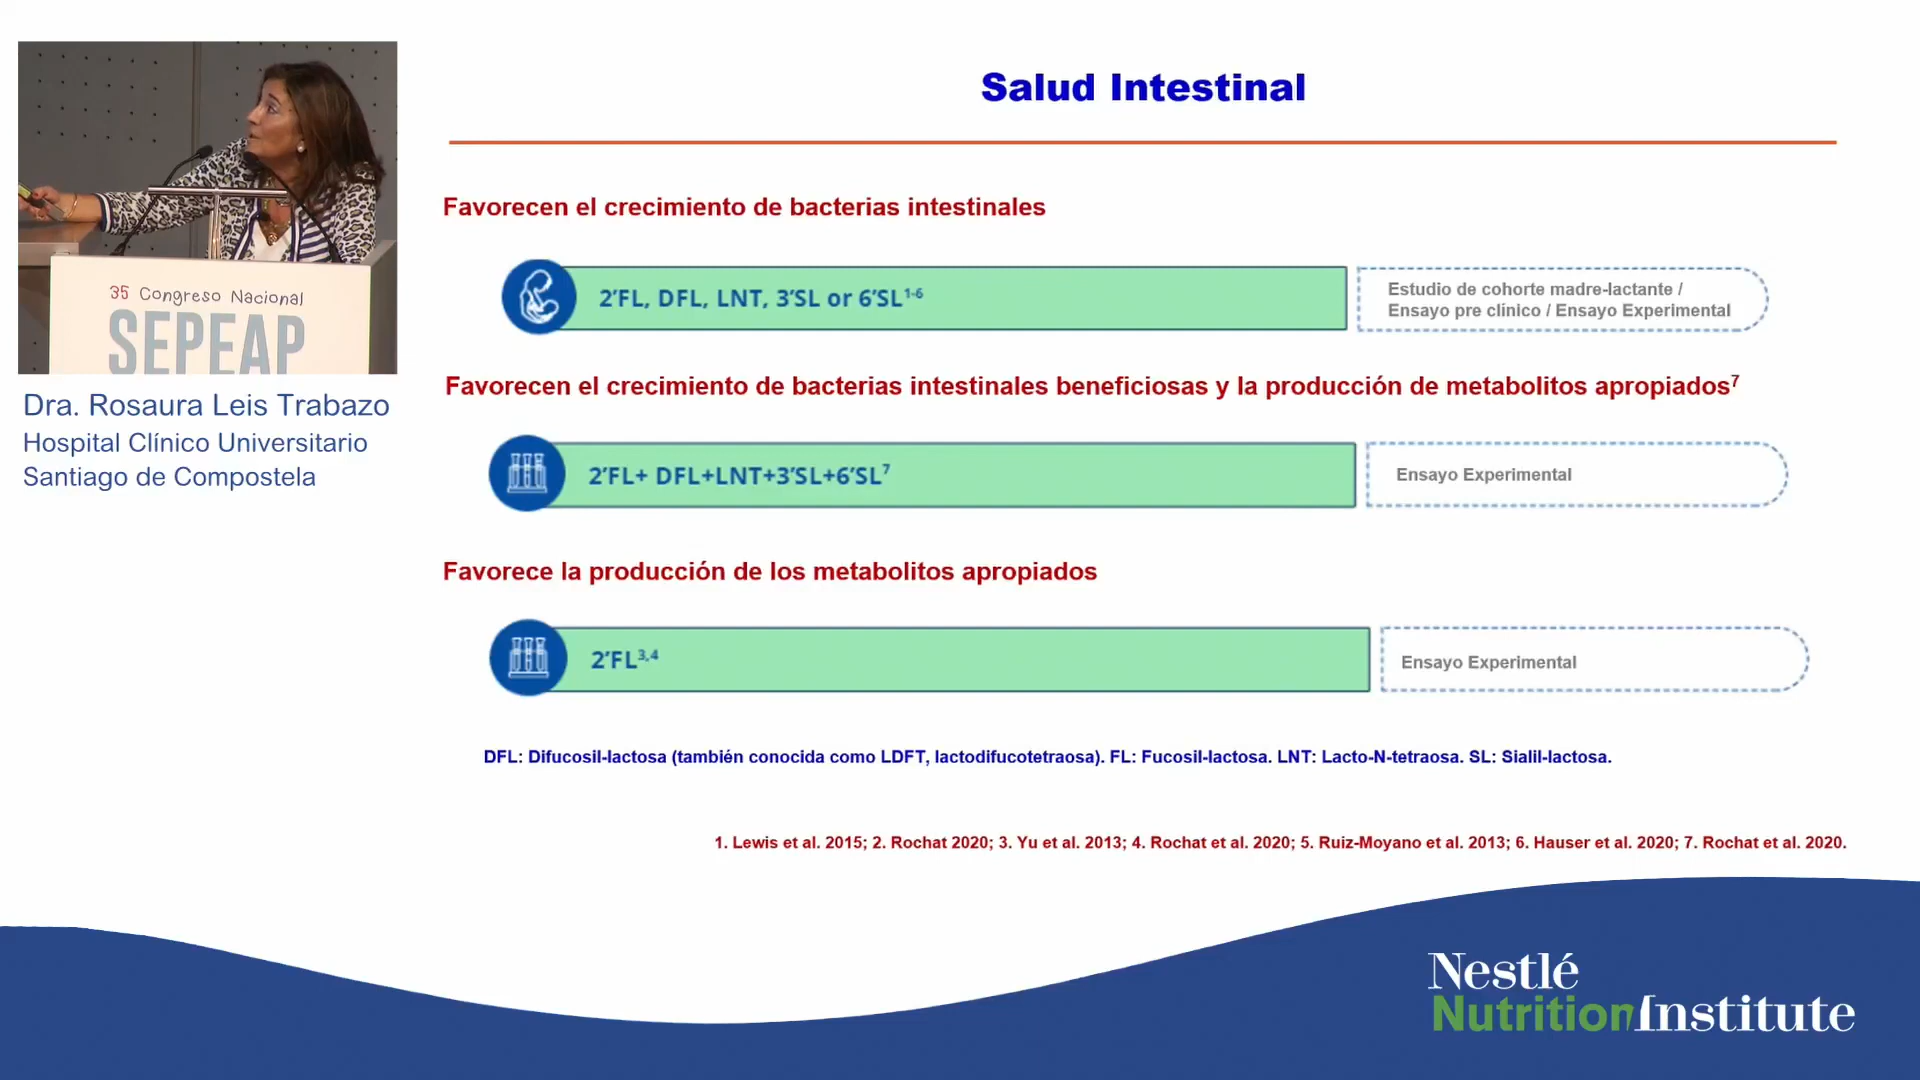 Salud Intestinal
Favorecen el crecimiento de bacterias intestinales
2’FL, DFL, LNT, 3’SL or 6’SL1-6
Estudio de cohorte madre-lactante /
Ensayo pre clínico / Ensayo Experimental
Favorecen el crecimiento de bacterias intestinales beneficiosas y la producción de metabolitos apropiados7
2’FL+ DFL+LNT+3’SL+6’SL7
Ensayo Experimental
Favorece la producción de los metabolitos apropiados
2’FL3,4
Ensayo Experimental
DFL: Difucosil-lactosa (también conocida como LDFT, lactodifucotetraosa). FL: Fucosil-lactosa. LNT: Lacto-N-tetraosa. SL: Sialil-lactosa.
1. Lewis et al. 2015; 2. Rochat 2020; 3. Yu et al. 2013; 4. Rochat et al. 2020; 5. Ruiz-Moyano et al. 2013; 6. Hauser et al. 2020; 7. Rochat et al. 2020.
35 Congreso Nacional
SEPEAP
Dra. Rosaura Leis Trabazo
Hospital Clínico Universitario
Santiago de Compostela
Nestlé
NutritionInstitute